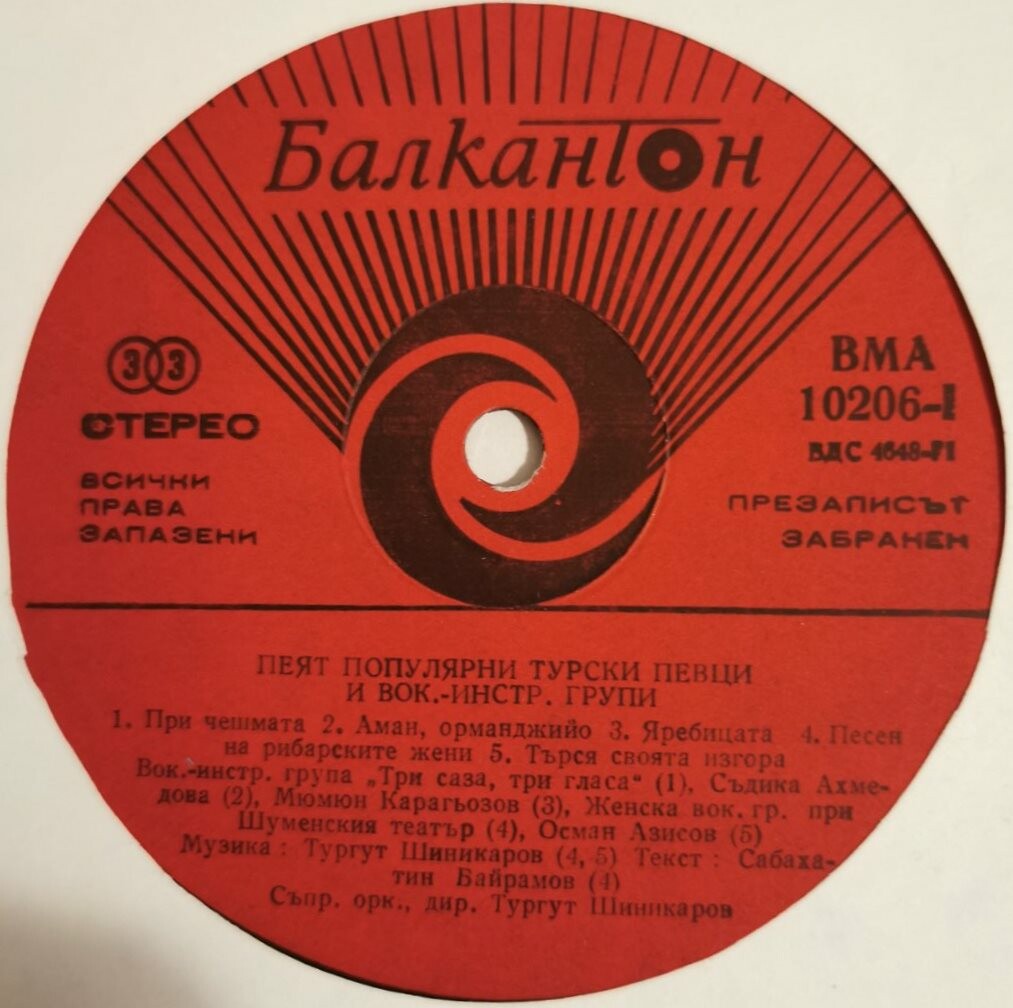 Балкантон
33
СТЕРЕО
ВСИЧКИ
ПРАВА
ЗАПАЗЕНИ
ВМА
10206-I
ВДС 4648-71
ПРЕЗАПИСЪТ
ЗАБРАНЕН
ПЕЯТ ПОПУЛЯРНИ ТУРСКИ ПЕВЦИ
И ВОК.-ИНСТР. ГРУПИ
1. При чешмата 2. Аман, орманджийо 3. Яребицата 4. Песен
на рибарските жени 5. Търся своята изгора
Вок.-инстр. група „Три саза, три гласа“ (1), Съдика Ахме-
дова (2), Мюмюн Карагьозов (3), Женска вок. гр. при
Шуменския театър (4), Осман Азисов (5)
Музика : Тургут Шиникаров (4, 5) Текст : Сабаха-
тин Байрамов (4)
Съпр. орк., дир. Тургут Шиникаров